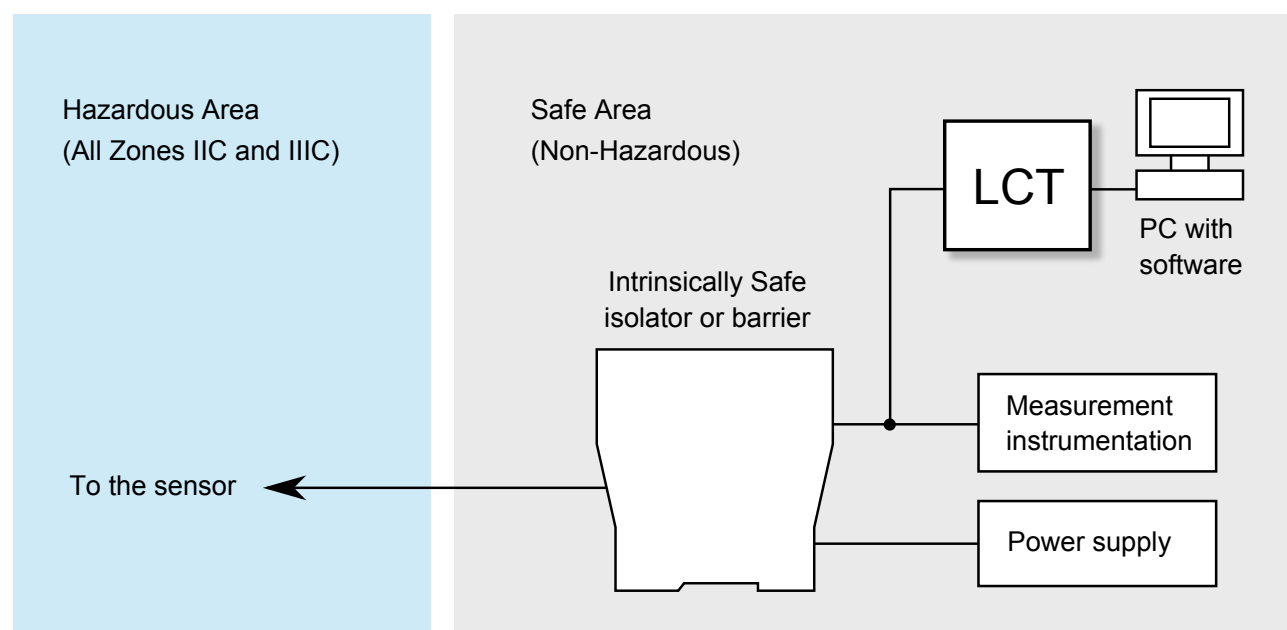 Hazardous Area
(All Zones IIC and IIIC)
Safe Area
(Non-Hazardous)
LCT
PC with
software
Intrinsically Safe
isolator or barrier
Measurement
instrumentation
To the sensor
Power supply